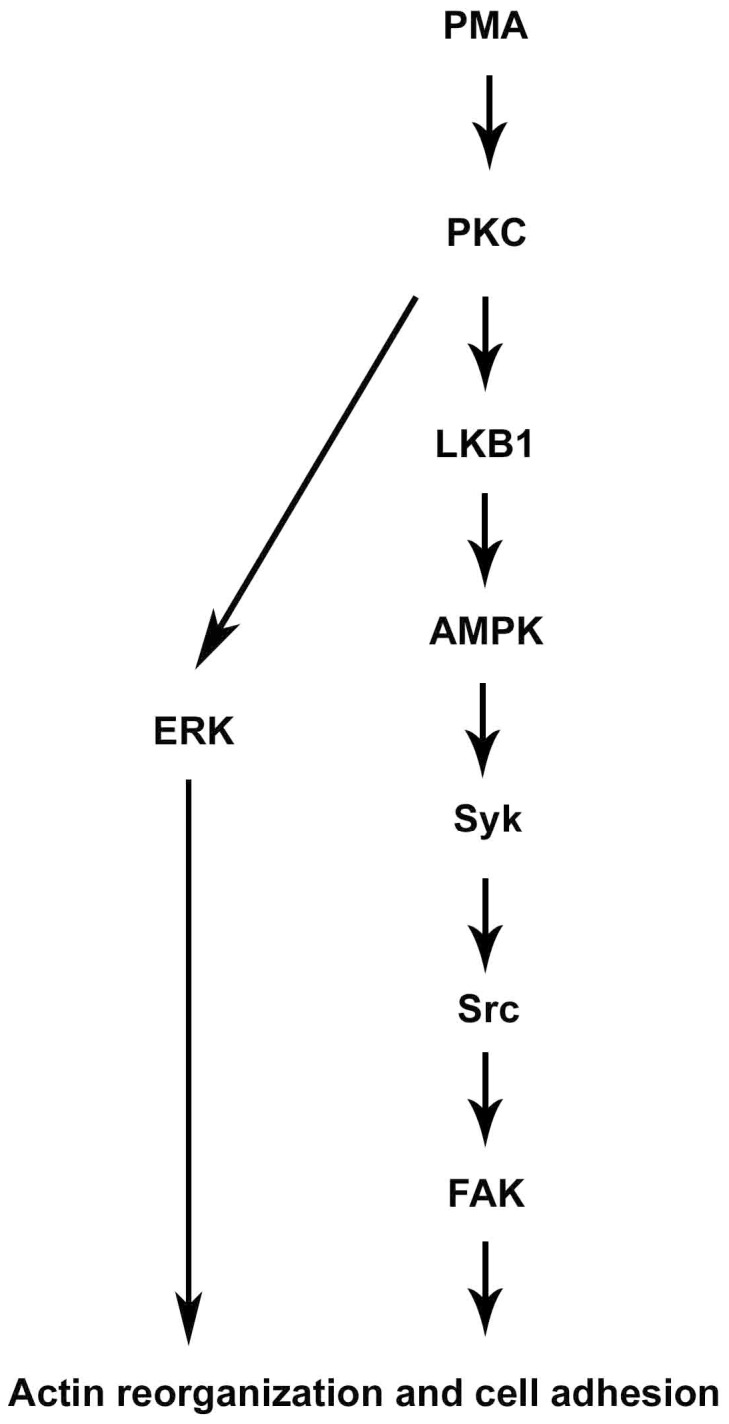 PMA
PKC
LKB1
AMPK
ERK
Syk
Src
FAK
Actin reorganization and cell adhesion